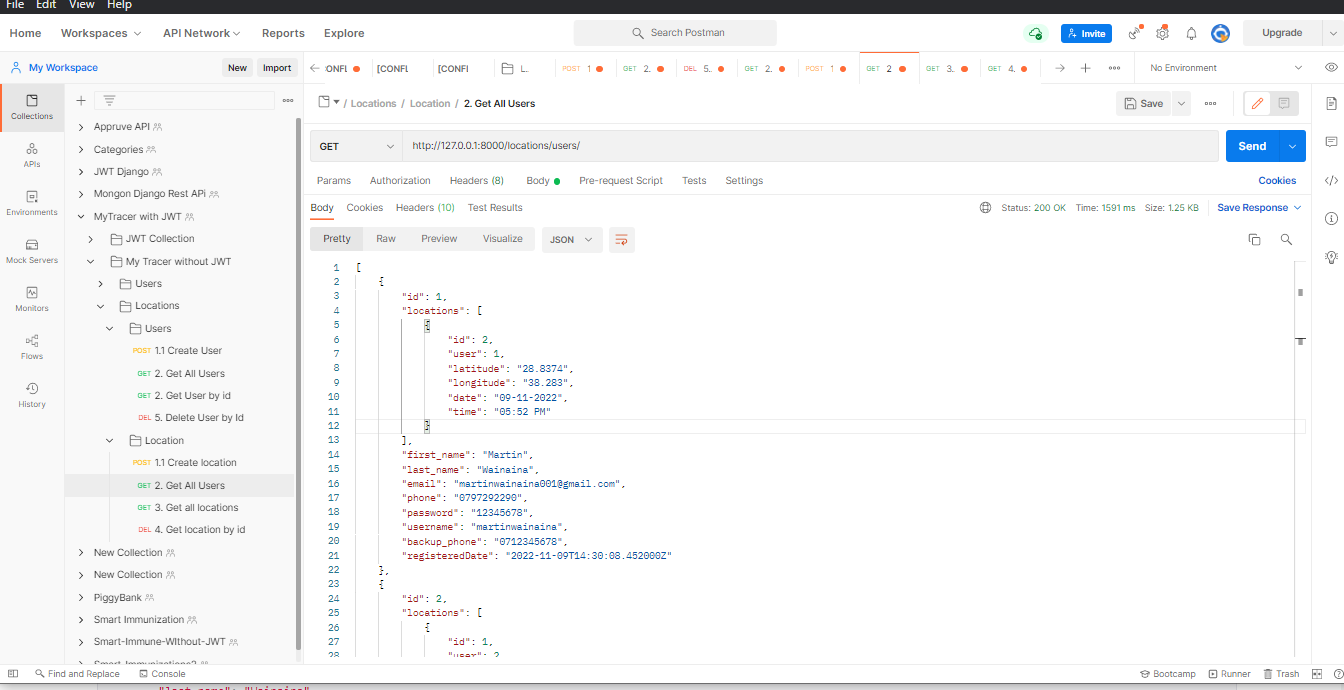 File Edit View Help
Home Workspaces API Network Reports Explore Search Postman Invite Upgrade
My Workspace New Import
CONFL [CONFL [CONFI L.. POST 1 GET 2. DEL 5.. GET 2. POST 1 GET 2 GET 3. GET 4. No Environment
Collections
APIs
Environments
Mock Servers
Monitors
Flows
History
Appruve API
Categories
JWT Django
Mongon Django Rest APi
MyTracer with JWT
JWT Collection
My Tracer without JWT
Users
Locations
Users
POST 1.1 Create User
GET 2. Get All Users
GET 2. Get User by id
DEL 5. Delete User by Id
Location
POST 1.1 Create location
GET 2. Get All Users
GET 3. Get all locations
DEL 4. Get location by id
New Collection
New Collection
PiggyBank
Smart Immunization
Smart-Immune-WIthout-JWT
Smart-Immunizations2
/ Locations / Location / 2. Get All Users Save
GET http://127.0.0.1:8000/locations/users/ Send
Params Authorization Headers (8) Body Pre-request Script Tests Settings Cookies
Body Cookies Headers (10) Test Results Status: 200 OK Time: 1591 ms Size: 1.25 KB Save Response
Pretty Raw Preview Visualize JSON
1 [
2 {
3 "id": 1,
4 "locations": [
5 {
6 "id": 2,
7 "user": 1,
8 "latitude": "28.8374",
9 "longitude": "38.283",
10 "date": "09-11-2022",
11 "time": "05:52 PM"
12 }
13 ],
14 "first_name": "Martin",
15 "last_name": "Wainaina",
16 "email": "martinwainaina001@gmail.com",
17 "phone": "0797292290",
18 "password": "12345678",
19 "username": "martinwainaina",
20 "backup_phone": "0712345678",
21 "registeredDate": "2022-11-09T14:30:08.452000Z"
22 },
23 {
24 "id": 2,
25 "locations": [
26 {
27 "id": 1,
28 "user": 2
Find and Replace Console Bootcamp Runner Trash
"last_name": "Wainaina"